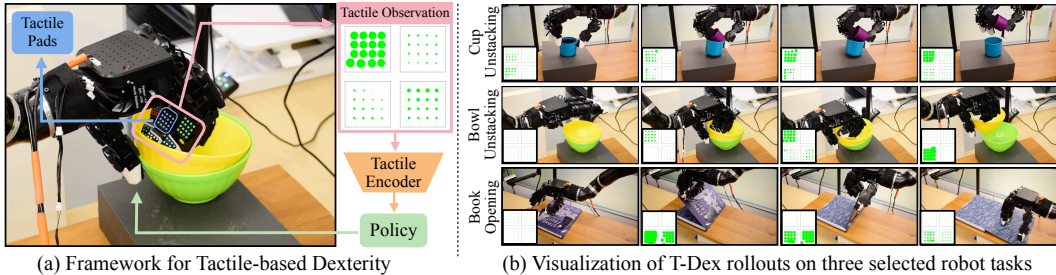 Tactile
Pads
Tactile Observation
Tactile
Encoder
Policy
(a) Framework for Tactile-based Dexterity
Cup
Unstacking
Bowl
Unstacking
Book
Opening
(b) Visualization of T-Dex rollouts on three selected robot tasks